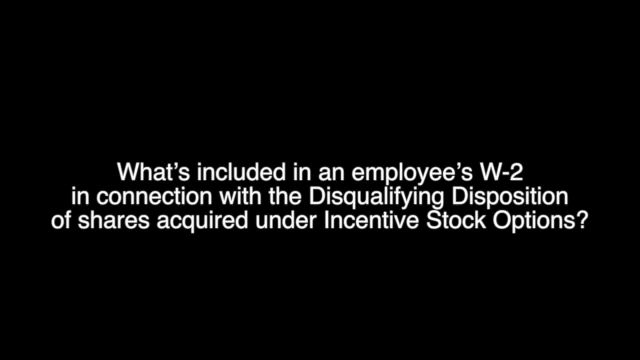 What's included in an employee's W-2
in connection with the Disqualifying Disposition
of shares acquired under Incentive Stock Options?